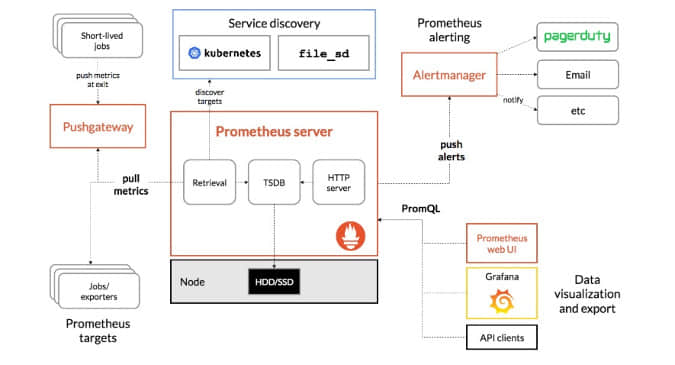 Short-lived
jobs
push metrics
at exit
Pushgateway
pull
metrics
Jobs/
exporters
Prometheus
targets
Service discovery
kubernetes
file_sd
discover
targets
Prometheus server
Retrieval
TSDB
HTTP
server
Node
HDD/SSD
Prometheus
alerting
Alertmanager
pagerduty
Email
notify
etc
push
alerts
PromQL
Prometheus
web UI
Grafana
API clients
Data
visualization
and export